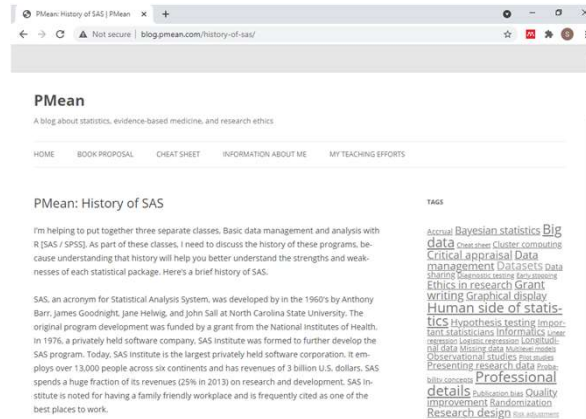 PMean: History of SAS | PMean
Not secure | blog.pmean.com/history-of-sas/
PMean
A blog about statistics, evidence-based medicine, and research ethics
HOME BOOK PROPOSAL CHEAT SHEET INFORMATION ABOUT ME MY TEACHING EFFORTS
PMean: History of SAS
I'm helping to put together three separate classes, Basic data management and analysis with
R [SAS / SPSS]. As part of these classes, I need to discuss the history of these programs, be-
cause understanding that history will help you better understand the strengths and weak-
nesses of each statistical package. Here's a brief history of SAS.
SAS, an acronym for Statistical Analysis System, was developed by in the 1960's by Anthony
Barr, James Goodnight, Jane Helwig, and John Sall at North Carolina State University. The
original program development was funded by a grant from the National Institutes of Health.
In 1976, a privately held software company, SAS Institute was formed to further develop the
SAS program. Today, SAS Institute is the largest privately held software corporation. It em-
ploys over 13,000 people across six continents and has revenues of 3 billion U.S. dollars. SAS
spends a huge fraction of its revenues (25% in 2013) on research and development. SAS In-
stitute is noted for having a family friendly workplace and is frequently cited as one of the
best places to work.
TAGS
Accrual Bayesian statistics Big
data Cheat sheet Cluster computing
Critical appraisal Data
management Datasets Data
sharing Diagnostic testing Early stopping
Ethics in research Grant
writing Graphical display
Human side of statis-
tics Hypothesis testing Impor-
tant statisticians Informatics Linear
regression Logistic regression Longitudi-
nal data Missing data Multilevel models
Observational studies Pilot studies
Presenting research data Proba-
bility concepts Professional
details Publication bias Quality
improvement Randomization
Research design Risk adjustment